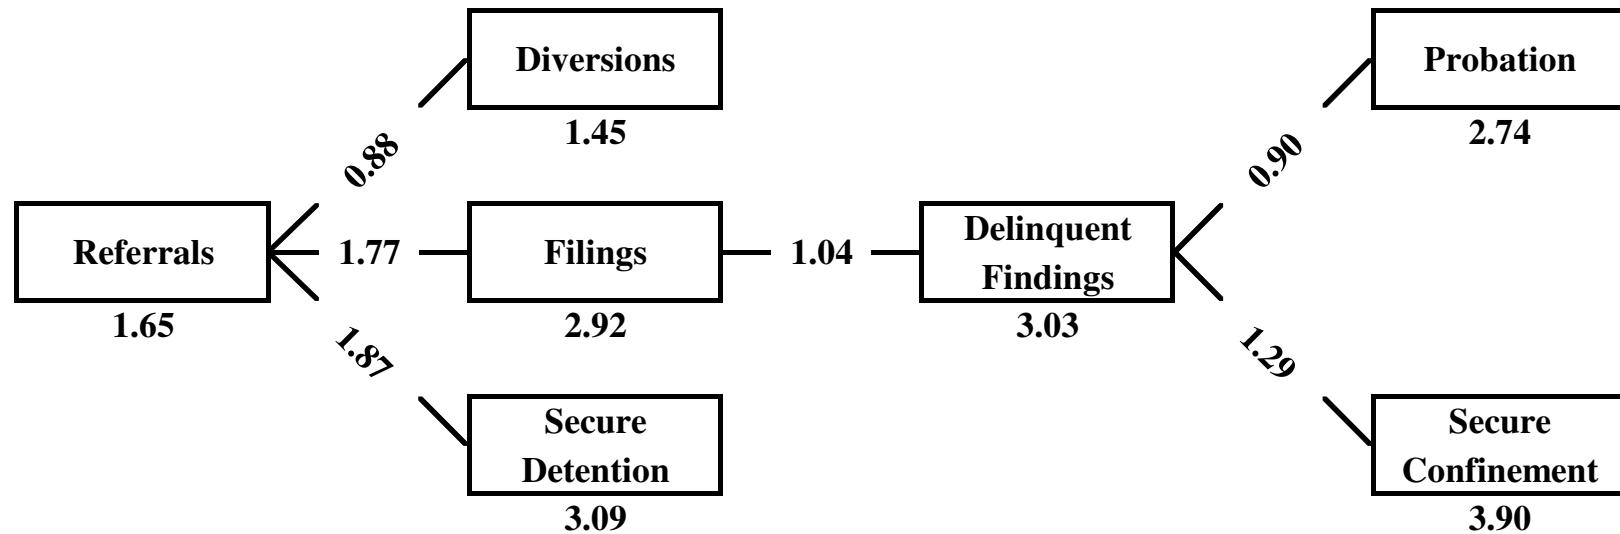 Diversions
1.45
Probation
2.74
0.88
0.90
Referrals
1.65
1.77
Filings
2.92
1.04
Delinquent
Findings
3.03
1.87
1.29
Secure
Detention
3.09
Secure
Confinement
3.90